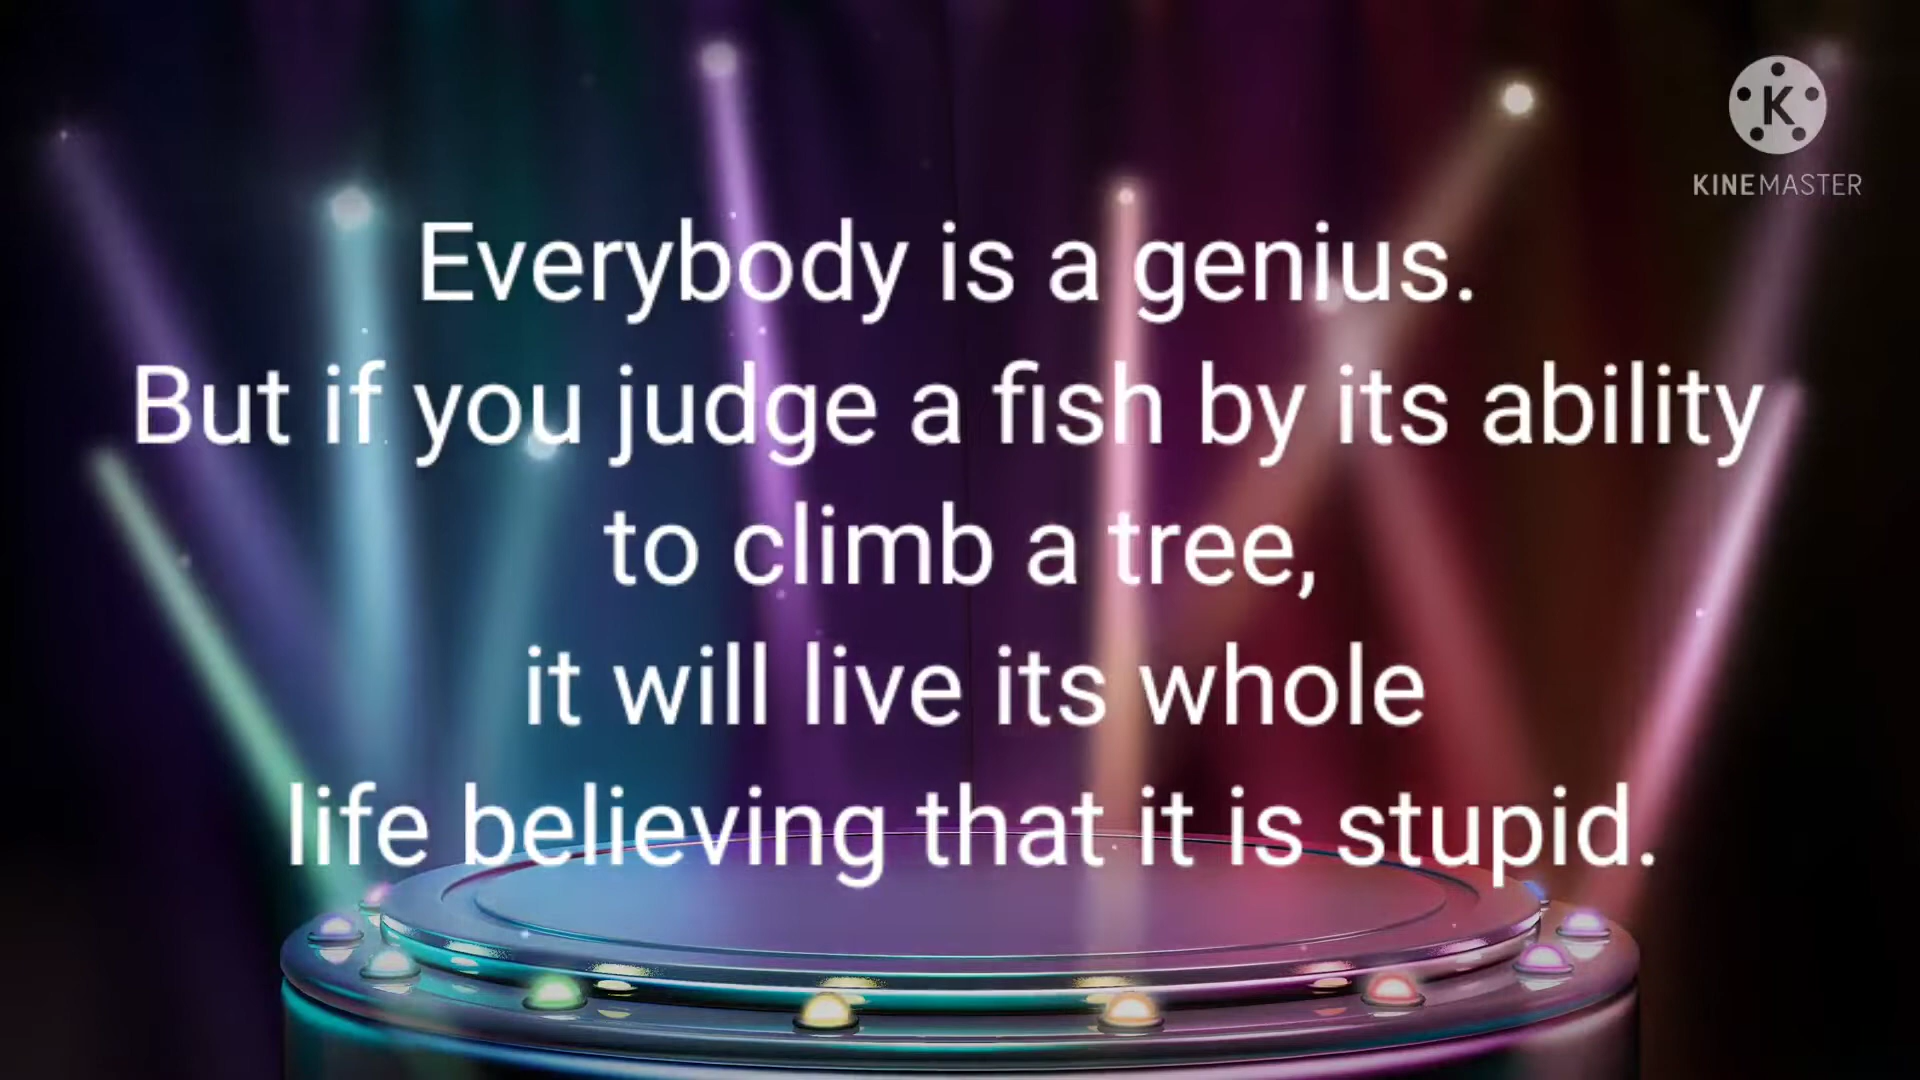 K
KINEMASTER
Everybody is a genius.
But if you judge a fish by its ability
to climb a tree,
it will live its whole
life believing that it is stupid.